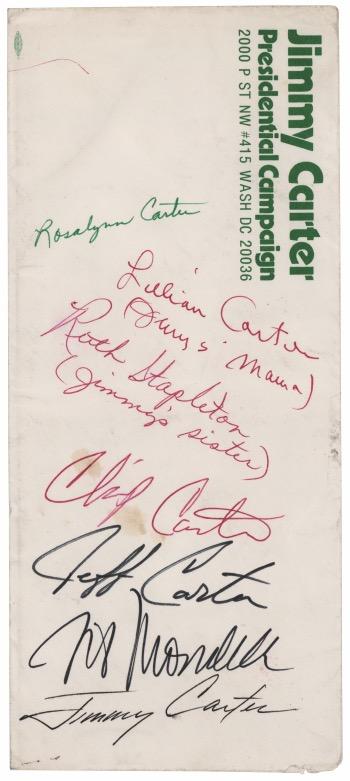 Jimmy Carter
Presidential Campaign
2000 P ST NW #415 WASH DC 20036
Rosalynn Carter
Lillian Carter
(Jimmy's Mama)
Ruth Stapleton
(Jimmy's sister)
Chip Carter
Jeff Carter
Mondale
Jimmy Carter